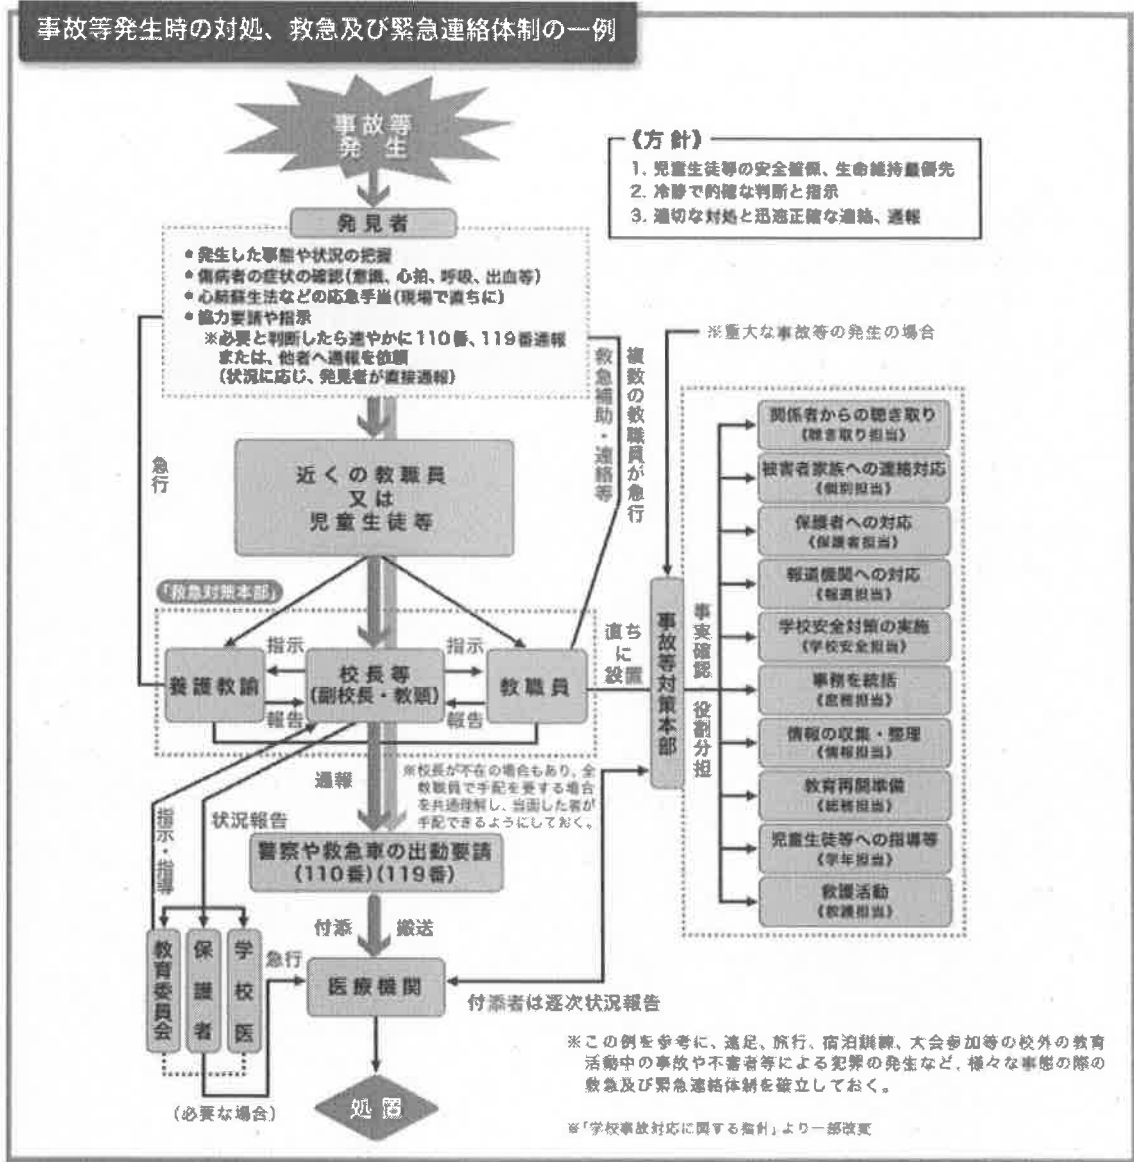 事故等発生時の対処、救急及び緊急連絡体制の一例
事故等
発 生
《方 針》
1. 児童生徒等の安全確保、生命維持最優先
2. 冷静で的確な判断と指示
3. 適切な対処と迅速正確な連絡、通報
発見者
●発生した事態や状況の把握
●傷病者の症状の確認(意識、心拍、呼吸、出血等)
●心肺蘇生法などの応急手当(現場で直ちに)
●協力要請や指示
※必要と判断したら速やかに110番、119番通報
または、他者へ通報を依頼
(状況に応じ、発見者が直接通報)
急行
複数の教職員が急行
救急補助・連絡等
※重大な事故等の発生の場合
近くの教職員
又は
児童生徒等
「救急対策本部」
養護教諭
指示
報告
校長等
(副校長・教頭)
指示
報告
教職員
直ち
に
設置
事故等対策本部
事実確認 役割分担
関係者からの聴き取り
《聴き取り担当》
被害者家族への連絡対応
《個別担当》
保護者への対応
《保護者担当》
報道機関への対応
《報道担当》
学校安全対策の実施
《学校安全担当》
事務を統括
《庶務担当》
情報の収集・整理
《情報担当》
教育再開準備
《総務担当》
児童生徒等への指導等
《学年担当》
救護活動
《救護担当》
通報
※校長が不在の場合もあり、全
教職員で手配を要する場合
を共通理解し、当面した者が
手配できるようにしておく。
指示・指導
状況報告
警察や救急車の出動要請
(110番)(119番)
付添
搬送
教育委員会
保護者
学校医
急行
医療機関
付添者は逐次状況報告
(必要な場合)
処置
※この例を参考に、遠足、旅行、宿泊訓練、大会参加等の校外の教育
活動中の事故や不審者等による犯罪の発生など、様々な事態の際の
救急及び緊急連絡体制を確立しておく。
※「学校事故対応に関する指針」より一部改変